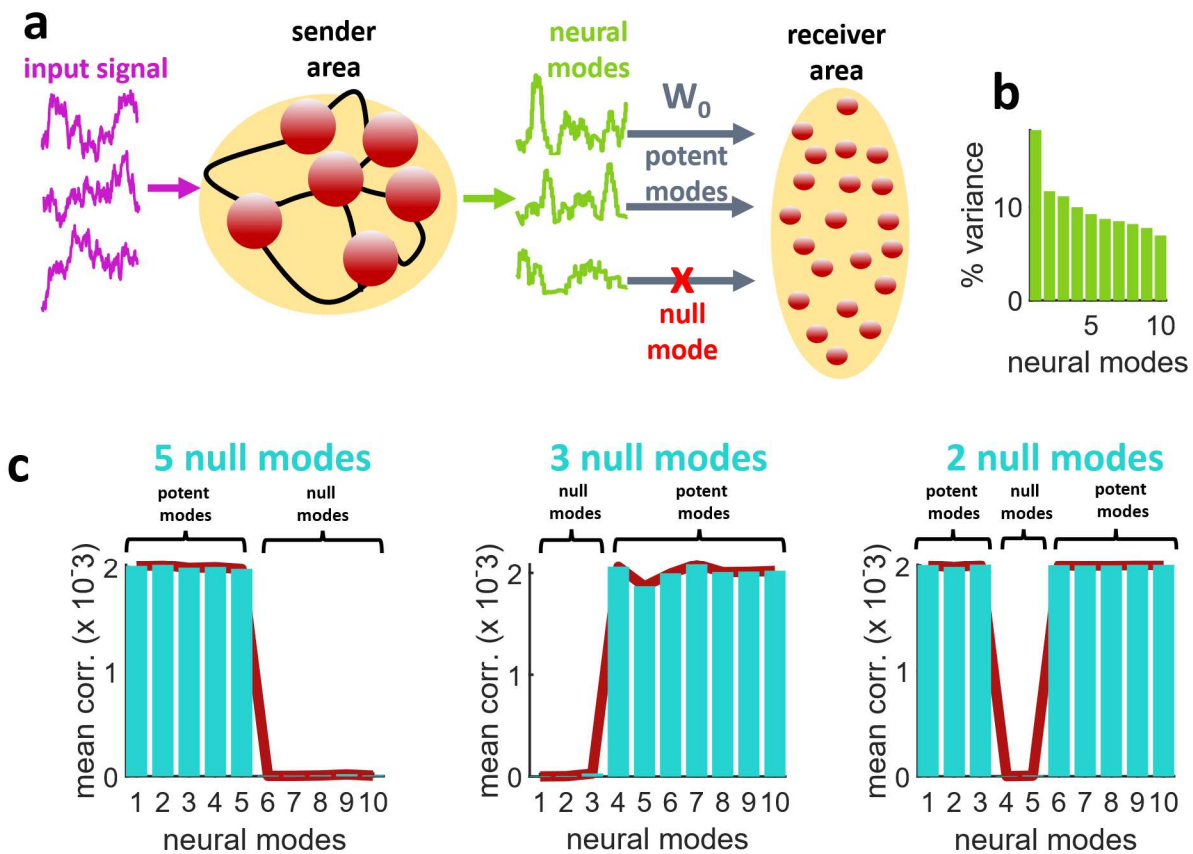 a
input signal
sender
area
neural
modes
W0
potent
modes
X
null
mode
receiver
area
b
% variance
10
0
5 10
neural modes
c
5 null modes
potent
modes
null
modes
mean corr. (x 10^-3)
2
1
0
1 2 3 4 5 6 7 8 9 10
neural modes
3 null modes
null
modes
potent
modes
mean corr. (x 10^-3)
2
1
0
1 2 3 4 5 6 7 8 9 10
neural modes
2 null modes
potent
modes
null
modes
potent
modes
mean corr. (x 10^-3)
2
1
0
1 2 3 4 5 6 7 8 9 10
neural modes